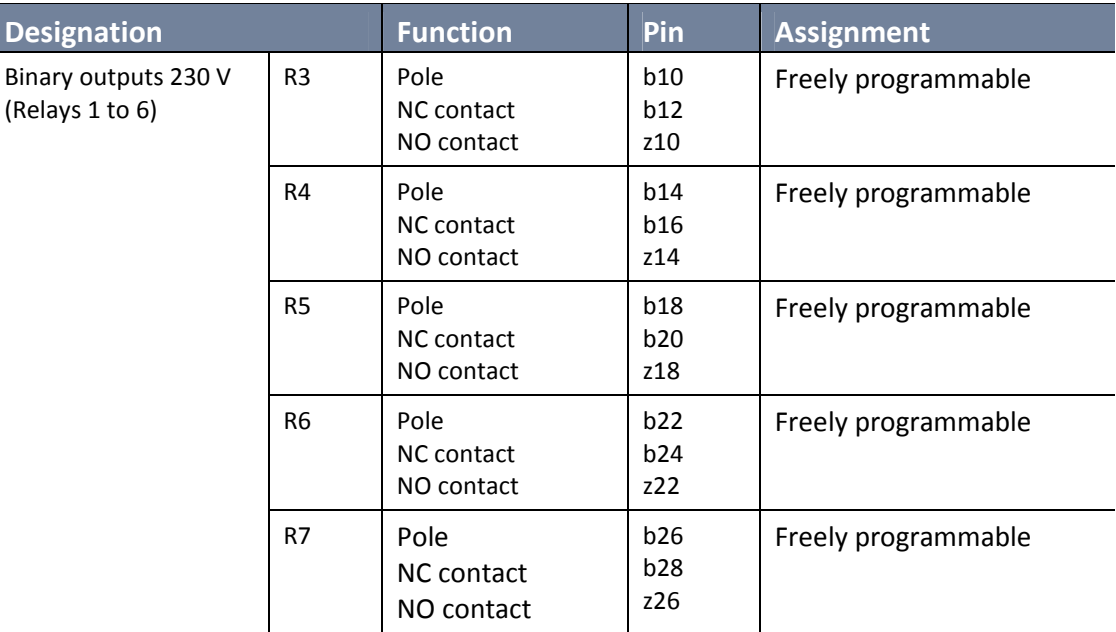 Designation Function Pin Assignment
Binary outputs 230 V R3 Pole b10 Freely programmable
(Relays 1 to 6) NC contact b12
NO contact z10
R4 Pole b14 Freely programmable
NC contact b16
NO contact z14
R5 Pole b18 Freely programmable
NC contact b20
NO contact z18
R6 Pole b22 Freely programmable
NC contact b24
NO contact z22
R7 Pole b26 Freely programmable
NC contact b28
NO contact z26